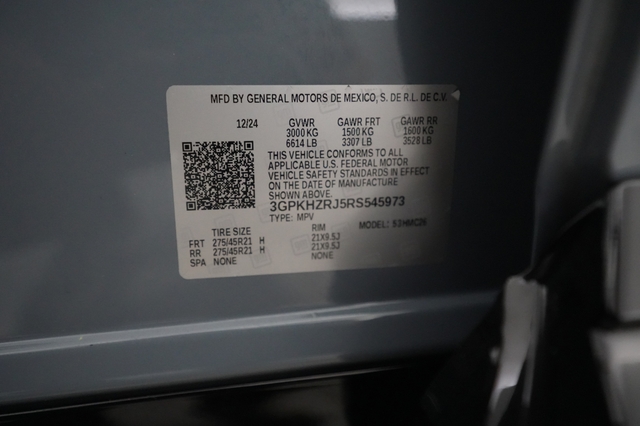 MFD BY GENERAL MOTORS DE MEXICO, S. DE R.L. DE C.V.
12/24 GVWR GAWR FRT GAWR RR
3000 KG 1500 KG 1600 KG
6614 LB 3307 LB 3528 LB
THIS VEHICLE CONFORMS TO ALL
APPLICABLE U.S. FEDERAL MOTOR
VEHICLE SAFETY STANDARDS IN EFFECT
ON THE DATE OF MANUFACTURE
SHOWN ABOVE.
3GPKHZRJ5RS545973
TYPE: MPV MODEL: S3HMC26
TIRE SIZE RIM
FRT 275/45R21 H 21X9.5J
RR 275/45R21 H 21X9.5J
SPA NONE NONE